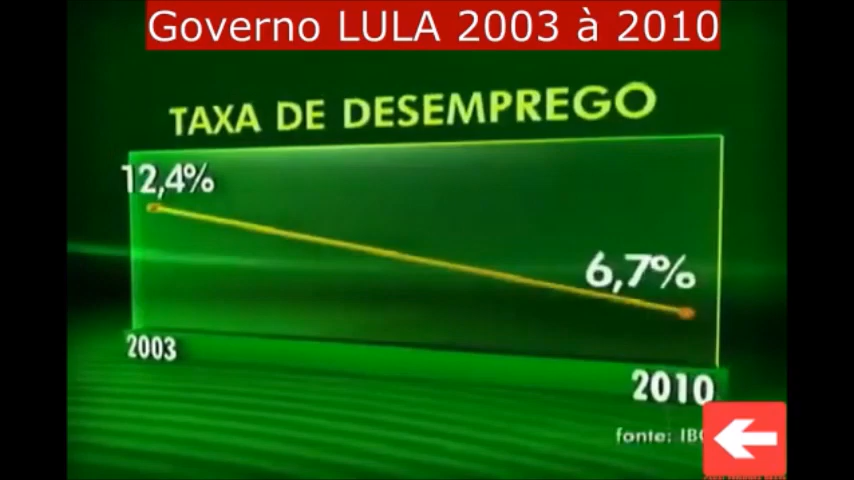 Governo LULA 2003 à 2010
TAXA DE DESEMPREGO
12,4%
6,7%
2003
2010
fonte: